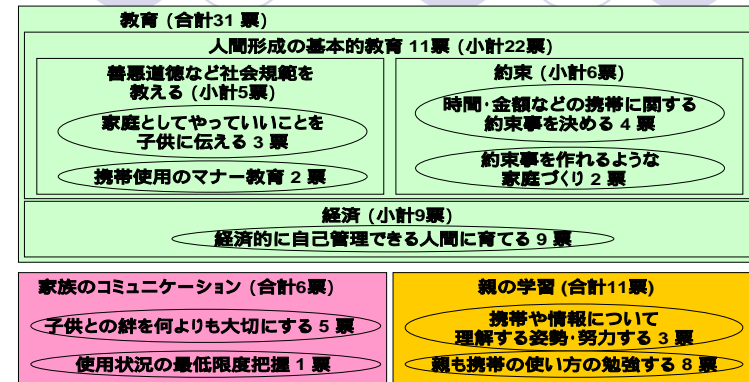 教育 (合計31 票)
人間形成の基本的教育 11票 (小計22票)
善悪道徳など社会規範を
教える (小計5票)
家庭としてやっていいことを
子供に伝える 3 票
携帯使用のマナー教育 2 票
約束 (小計6票)
時間･金額などの携帯に関する
約束事を決める 4 票
約束事を作れるような
家庭づくり 2 票
経済 (小計9票)
経済的に自己管理できる人間に育てる 9 票
家族のコミュニケーション (合計6票)
子供との絆を何よりも大切にする 5 票
使用状況の最低限度把握 1 票
親の学習 (合計11票)
携帯や情報について
理解する姿勢･努力する 3 票
親も携帯の使い方の勉強する 8 票